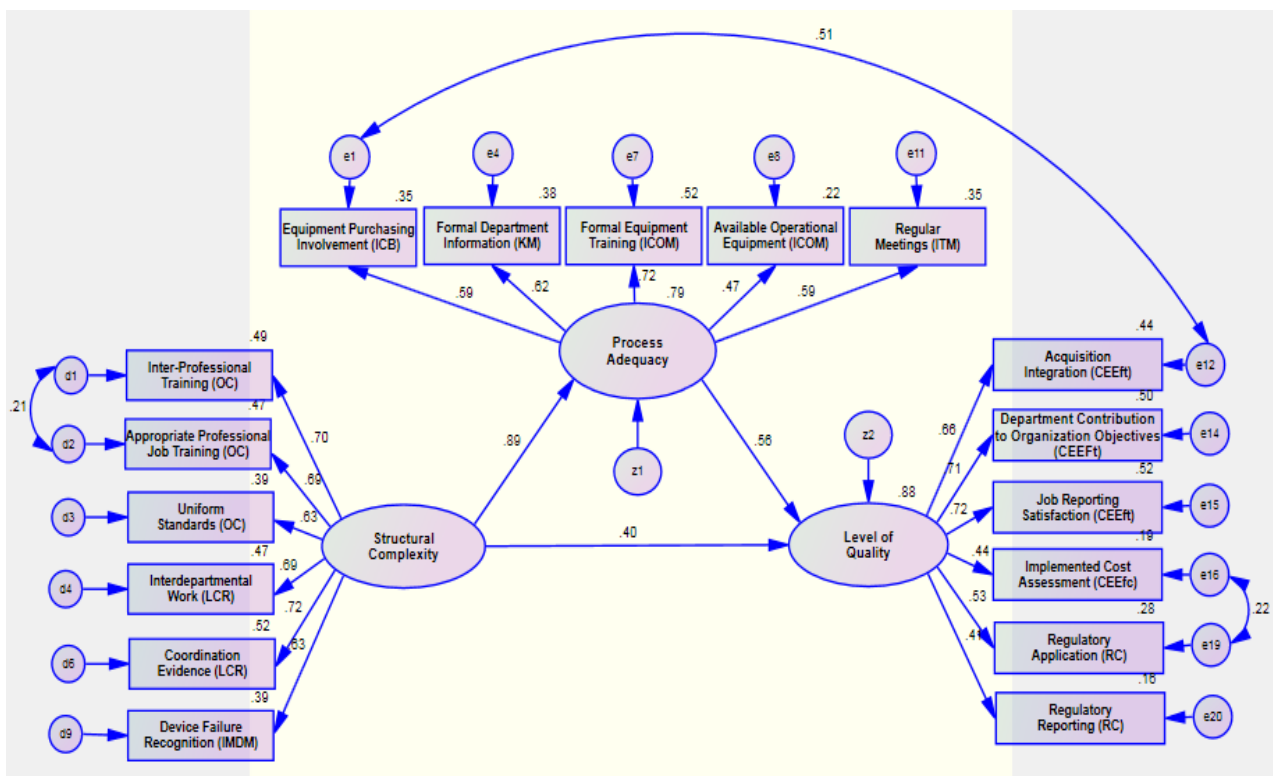 .51
e1
e4
e7
e8
e11
.35
.38
.52
.22
.35
Equipment Purchasing
Involvement (ICB)
Formal Department
Information (KM)
Formal Equipment
Training (ICOM)
Available Operational
Equipment (ICOM)
Regular
Meetings (ITM)
.59
.62
.72
.79
.47
.59
Process
Adequacy
z1
.49
d1
Inter-Professional
Training (OC)
.21
.47
d2
Appropriate Professional
Job Training (OC)
.39
d3
Uniform
Standards (OC)
.47
d4
Interdepartmental
Work (LCR)
.52
d6
Coordination
Evidence (LCR)
.39
d9
Device Failure
Recognition (IMDM)
.70
.69
.63
.69
.72
.63
Structural
Complexity
.89
.40
.56
z2
.88
Level of
Quality
.66
.71
.72
.44
.53
.41
.44
Acquisition
Integration (CEEft)
e12
.50
Department Contribution
to Organization Objectives
(CEEFt)
e14
.52
Job Reporting
Satisfaction (CEEft)
e15
.19
Implemented Cost
Assessment (CEEfc)
e16
.22
.28
Regulatory
Application (RC)
e19
.16
Regulatory
Reporting (RC)
e20